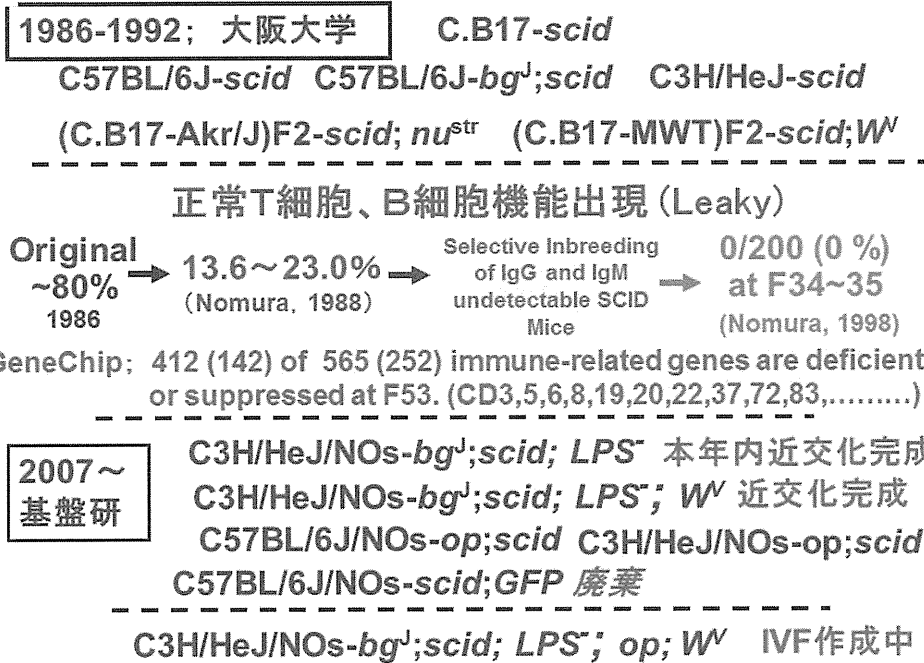 1986-1992; 大阪大学 C.B17-scid
C57BL/6J-scid C57BL/6J-bgJ;scid C3H/HeJ-scid
(C.B17-Akr/J)F2-scid; nustr (C.B17-MWT)F2-scid;WV
正常T細胞、B細胞機能出現(Leaky)
Original
~80%
1986
13.6～23.0%
(Nomura, 1988)
Selective Inbreeding
of IgG and IgM
undetectable SCID
Mice
0/200 (0 %)
at F34~35
(Nomura, 1998)
GeneChip; 412 (142) of 565 (252) immune-related genes are deficient
or suppressed at F53. (CD3,5,6,8,19,20,22,37,72,83,.........)
2007～
基盤研
C3H/HeJ/NOs-bgJ;scid; LPS- 本年内近交化完成
C3H/HeJ/NOs-bgJ;scid; LPS-; WV 近交化完成
C57BL/6J/NOs-op;scid C3H/HeJ/NOs-op;scid
C57BL/6J/NOs-scid;GFP 廃棄
C3H/HeJ/NOs-bgJ;scid; LPS-; op; WV IVF作成中